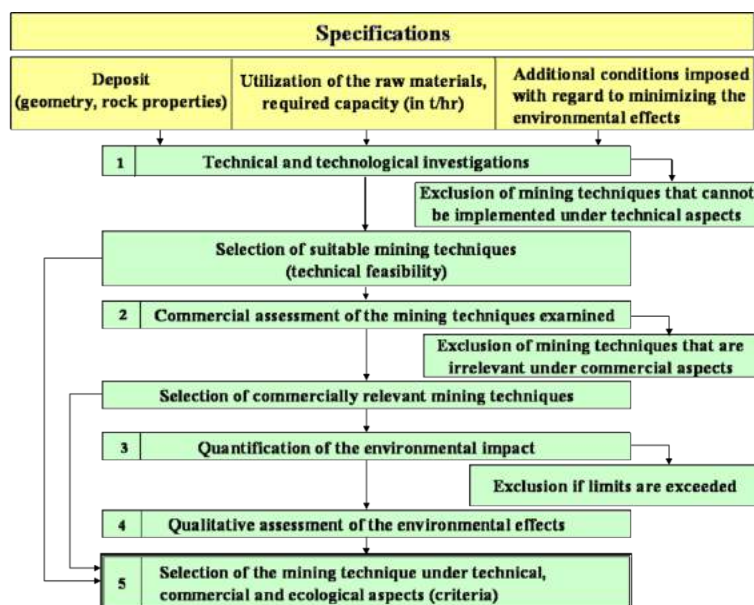 Specifications
Deposit
(geometry, rock properties)
Utilization of the raw materials,
required capacity (in t/hr)
Additional conditions imposed
with regard to minimizing the
environmental effects
1 Technical and technological investigations
Exclusion of mining techniques that cannot
be implemented under technical aspects
Selection of suitable mining techniques
(technical feasibility)
2 Commercial assessment of the mining techniques examined
Exclusion of mining techniques that are
irrelevant under commercial aspects
Selection of commercially relevant mining techniques
3 Quantification of the environmental impact
Exclusion if limits are exceeded
4 Qualitative assessment of the environmental effects
5 Selection of the mining technique under technical,
commercial and ecological aspects (criteria)